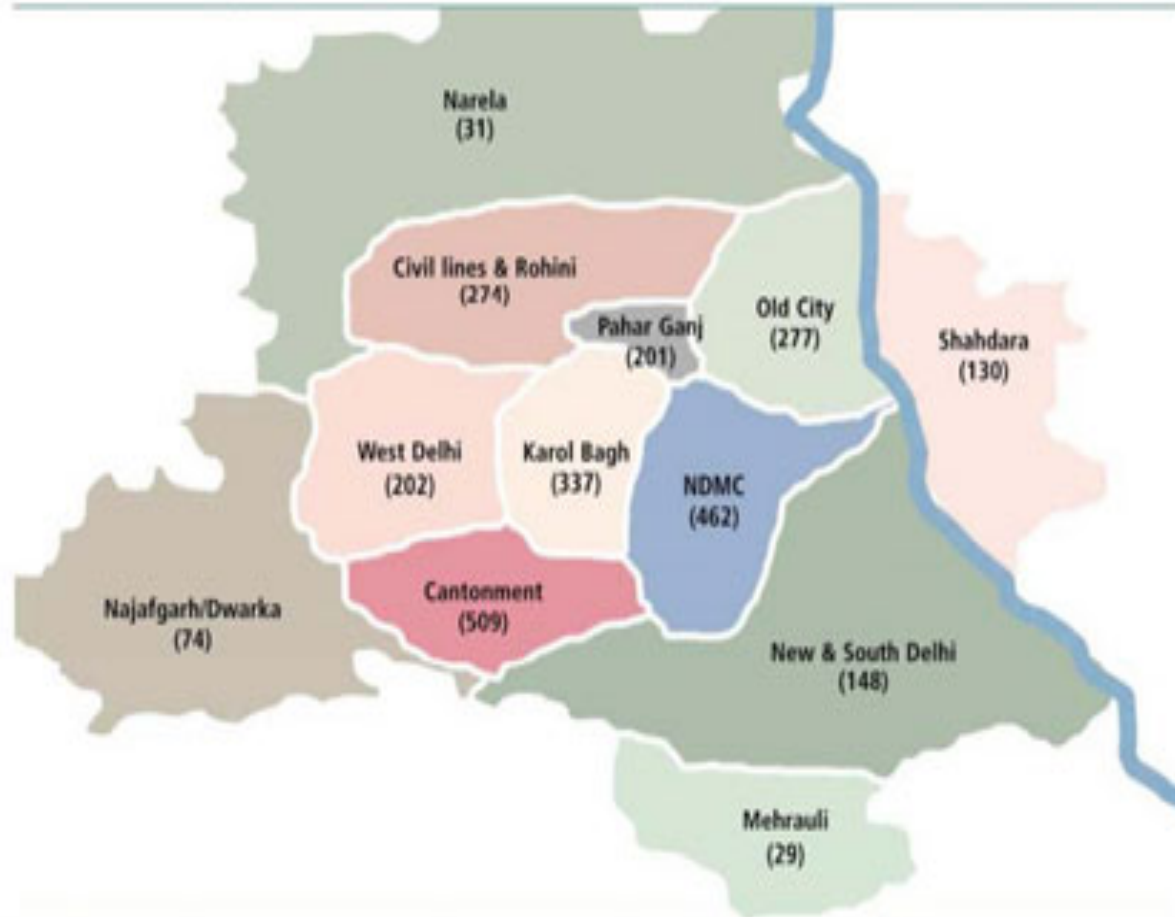 Narela
(31)
Civil lines & Rohini
(274)
Pahar Ganj
(201)
Old City
(277)
Shahdara
(130)
West Delhi
(202)
Karol Bagh
(337)
NDMC
(462)
Cantonment
(509)
Najafgarh/Dwarka
(74)
New & South Delhi
(148)
Mehrauli
(29)